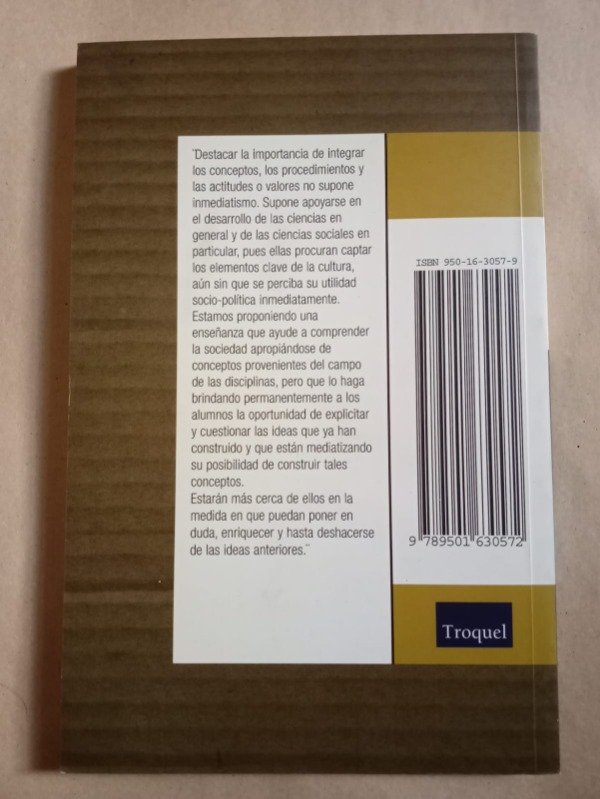 "Destacar la importancia de integrar
los conceptos, los procedimientos y
las actitudes o valores no supone
inmediatismo. Supone apoyarse en
el desarrollo de las ciencias en
general y de las ciencias sociales en
particular, pues ellas procuran captar
los elementos clave de la cultura,
aún sin que se perciba su utilidad
socio-política inmediatamente.
Estamos proponiendo una
enseñanza que ayude a comprender
la sociedad apropiándose de
conceptos provenientes del campo
de las disciplinas, pero que lo haga
brindando permanentemente a los
alumnos la oportunidad de explicitar
y cuestionar las ideas que ya han
construido y que están mediatizando
su posibilidad de construir tales
conceptos.
Estarán más cerca de ellos en la
medida en que puedan poner en
duda, enriquecer y hasta deshacerse
de las ideas anteriores."
ISBN 950-16-3057-9
9 789501 630572
Troquel